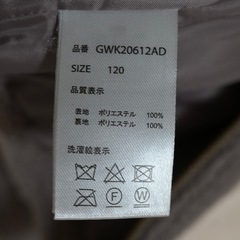 品番 GWK20612AD
SIZE 120
品質表示
表地 ポリエステル 100%
裏地 ポリエステル 100%
洗濯絵表示
F W